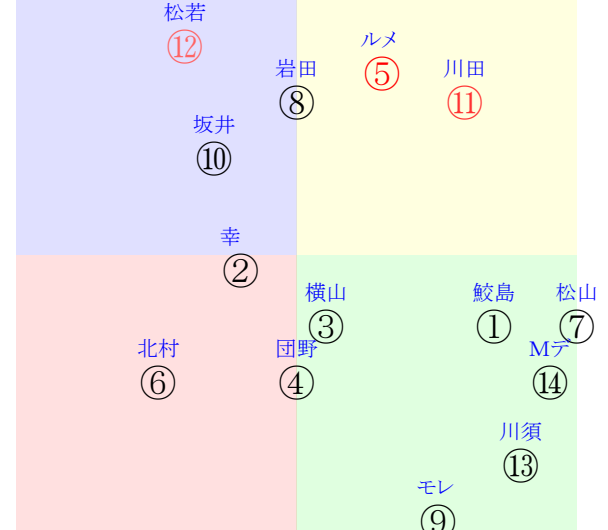 松若
⑫
ルメ
⑤
岩田
⑧
川田
⑪
坂井
⑩
幸
②
横山
③
鮫島
①
松山
⑦
北村
⑥
団野
④
Mデ
⑭
川須
⑬
モレ
⑨